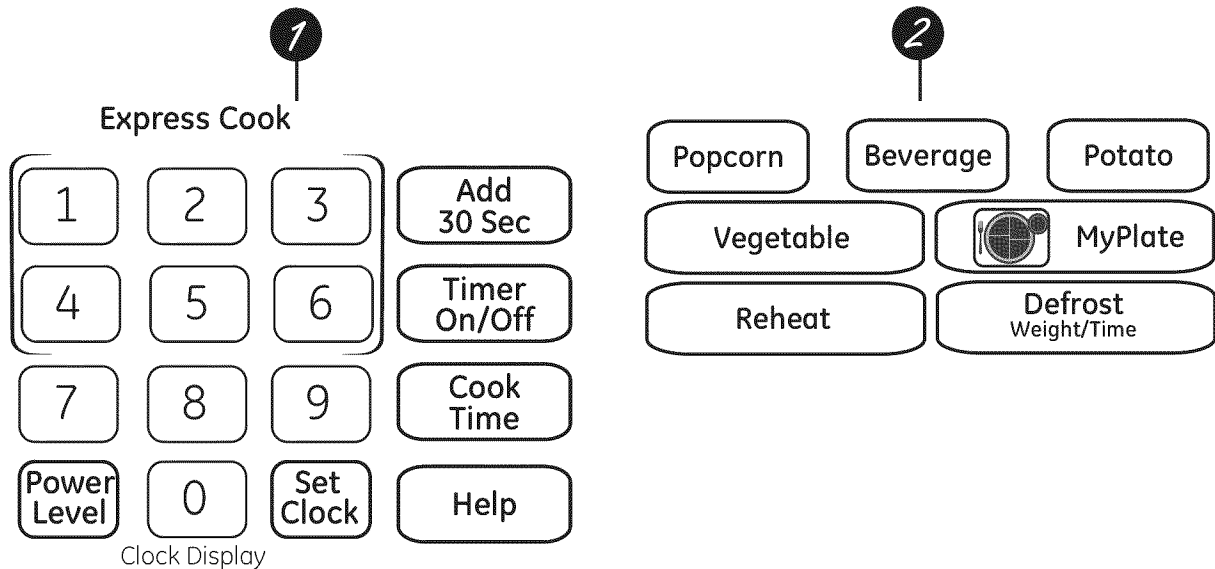 1
Express Cook
1 2 3
Add
30 Sec
4 5 6
Timer
On/Off
7 8 9
Cook
Time
Power
Level
0
Set
Clock
Help
Clock Display
2
Popcorn
Beverage
Potato
Vegetable
MyPlate
Reheat
Defrost
Weight/Time